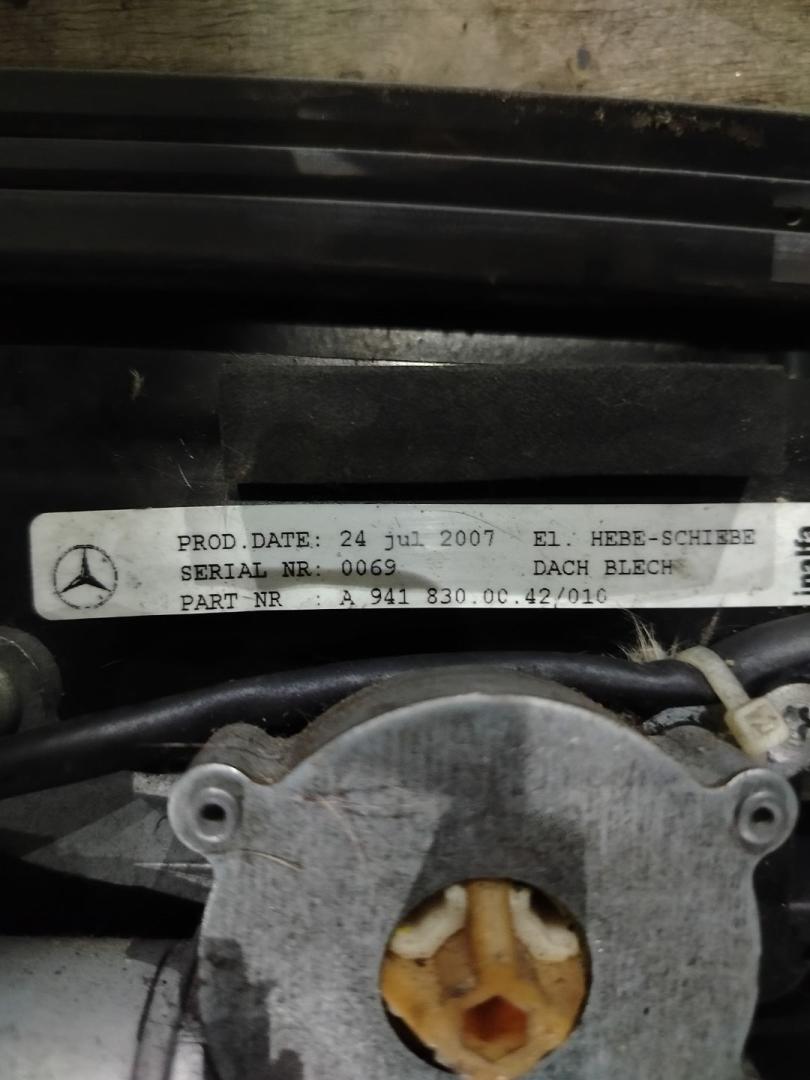 PROD.DATE: 24 jul 2007 El. HEBE-SCHIEBE
SERIAL NR: 0069 DACH BLECH
PART NR : A 941 830.00.42/010
inalfa